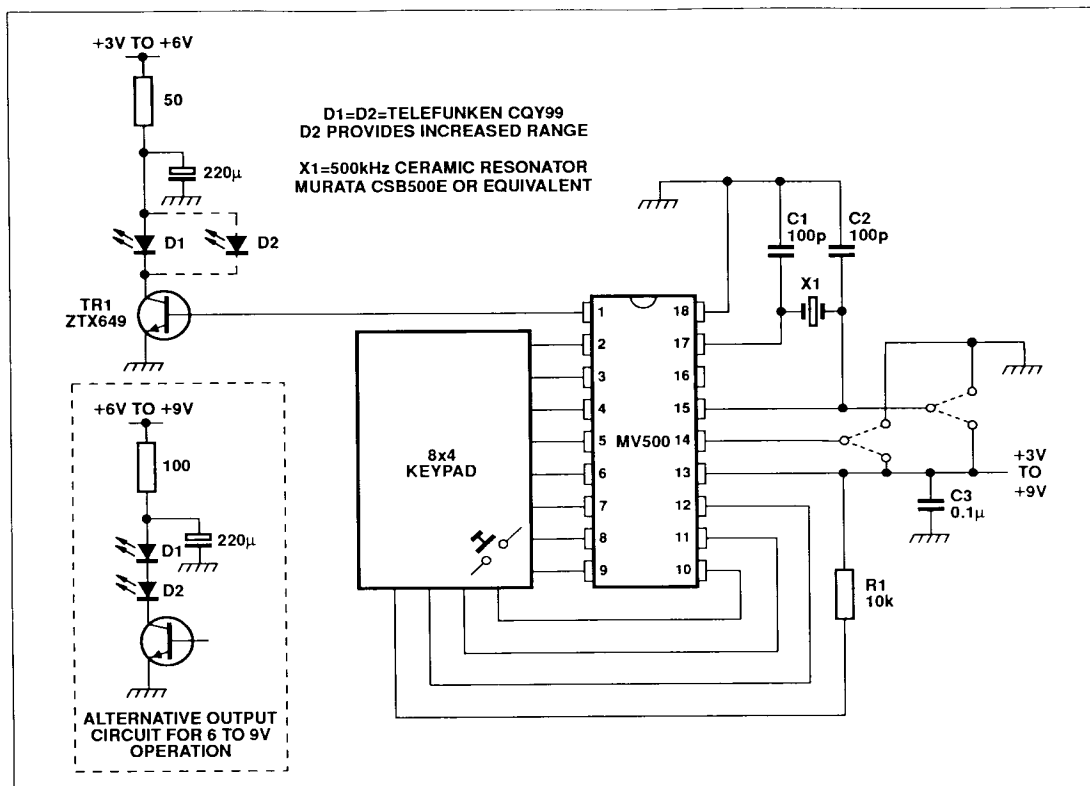 +3V TO +6V
50
220µ
D1
D2
TR1
ZTX649
D1=D2=TELEFUNKEN CQY99
D2 PROVIDES INCREASED RANGE
X1=500kHz CERAMIC RESONATOR
MURATA CSB500E OR EQUIVALENT
C1
100p
C2
100p
X1
8x4
KEYPAD
MV500
1
2
3
4
5
6
7
8
9
18
17
16
15
14
13
12
11
10
+3V
TO
+9V
C3
0.1µ
R1
10k
+6V TO +9V
100
220µ
D1
D2
ALTERNATIVE OUTPUT
CIRCUIT FOR 6 TO 9V
OPERATION